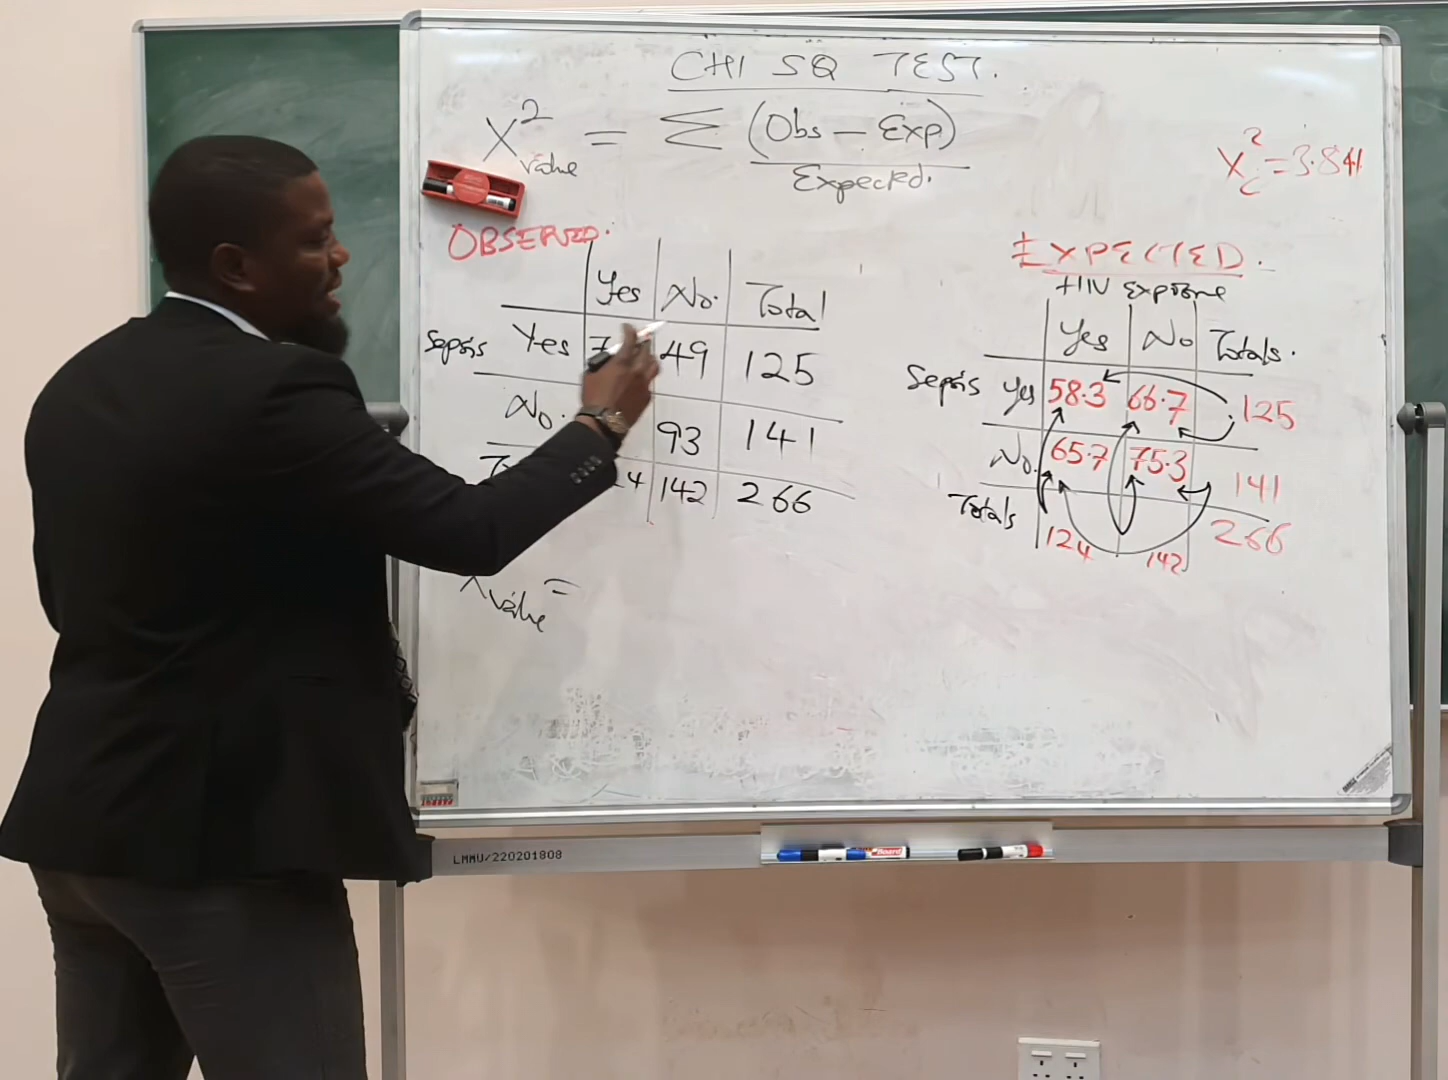 CHI SQ TEST.
X² value = Σ (Obs - Exp)
Expected.
X²c = 3.841
OBSERVED.
Yes No. Total
Sepsis Yes 7 49 125
No. 93 141
4 142 266
value =
EXPECTED.
HIV Exposure
Yes No Totals.
Sepsis Yes 58.3 66.7 125
No. 65.7 75.3 141
Totals 124 142 266
LMMU/220201808